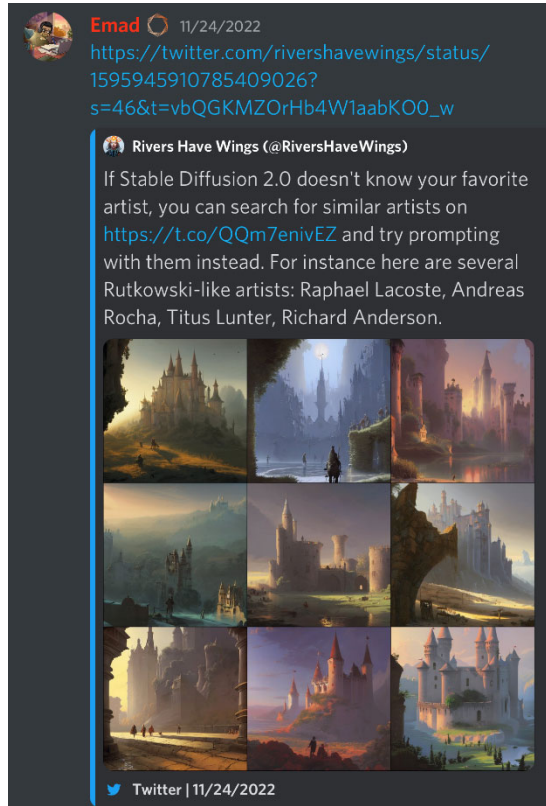 Emad 11/24/2022
https://twitter.com/rivershavewings/status/
1595945910785409026?
s=46&t=vbQGKMZOrHb4W1aabKO0_w
Rivers Have Wings (@RiversHaveWings)
If Stable Diffusion 2.0 doesn't know your favorite
artist, you can search for similar artists on
https://t.co/QQm7enivEZ and try prompting
with them instead. For instance here are several
Rutkowski-like artists: Raphael Lacoste, Andreas
Rocha, Titus Lunter, Richard Anderson.
Twitter | 11/24/2022